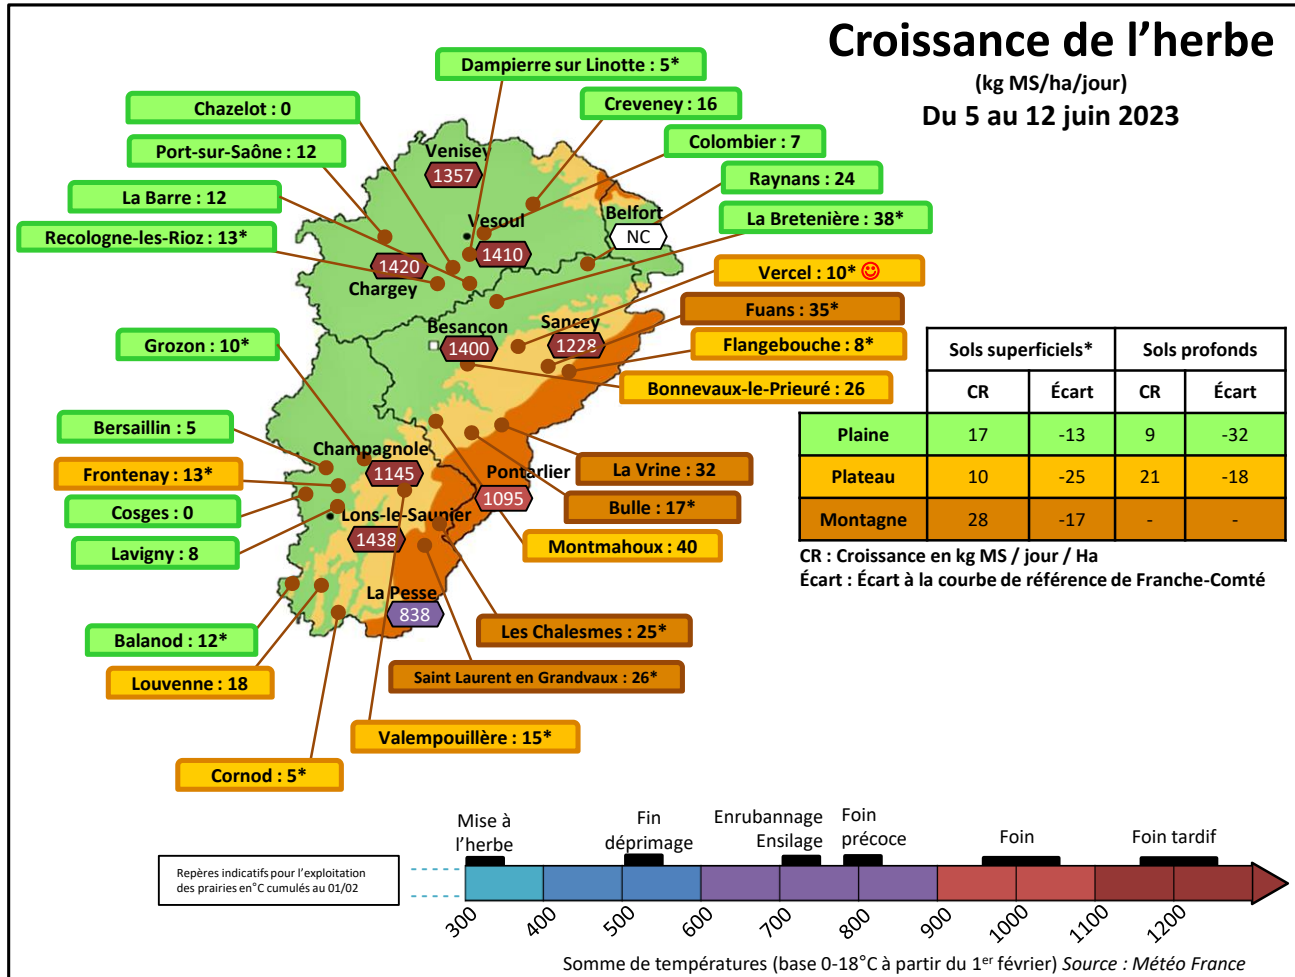 Croissance de l’herbe
(kg MS/ha/jour)
Du 5 au 12 juin 2023
Dampierre sur Linotte : 5*
Chazelot : 0
Creveney : 16
Port-sur-Saône : 12
Colombier : 7
La Barre : 12
Raynans : 24
Recologne-les-Rioz : 13*
La Bretenière : 38*
Vercel : 10*
Fuans : 35*
Grozon : 10*
Flangebouche : 8*
Bonnevaux-le-Prieuré : 26
Bersaillin : 5
Frontenay : 13*
La Vrine : 32
Cosges : 0
Bulle : 17*
Lavigny : 8
Montmahoux : 40
Balanod : 12*
Les Chalesmes : 25*
Louvenne : 18
Saint Laurent en Grandvaux : 26*
Valempouillère : 15*
Cornod : 5*
Venisey
1357
Vesoul
1410
Belfort
NC
1420
Chargey
Besançon
1400
Sancey
1228
Champagnole
1145
Pontarlier
1095
Lons-le-Saunier
1438
La Pesse
838
Sols superficiels* Sols profonds
CR Écart CR Écart
Plaine 17 -13 9 -32
Plateau 10 -25 21 -18
Montagne 28 -17 - -
CR : Croissance en kg MS / jour / Ha
Écart : Écart à la courbe de référence de Franche-Comté
Mise à
l’herbe
Fin
déprimage
Enrubannage
Ensilage
Foin
précoce
Foin
Foin tardif
Repères indicatifs pour l’exploitation
des prairies en°C cumulés au 01/02
300 400 500 600 700 800 900 1000 1100 1200
Somme de températures (base 0-18°C à partir du 1er février) Source : Météo France